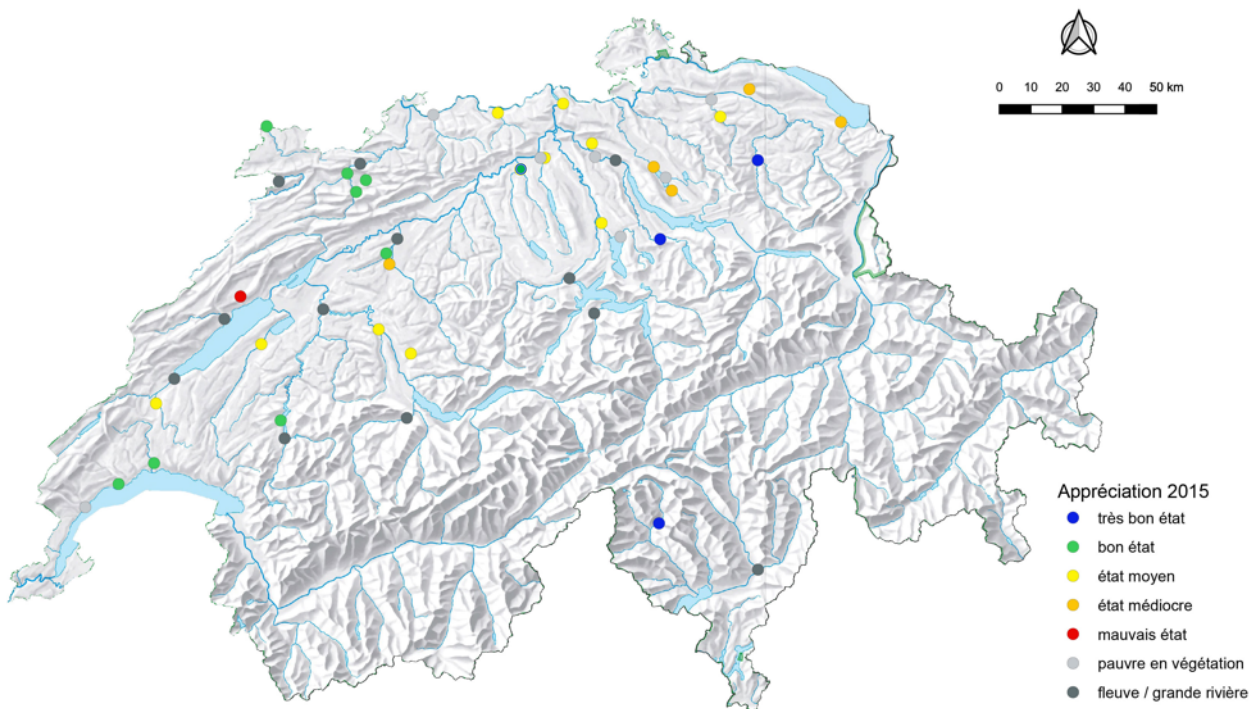 0 10 20 30 40 50 km
Appréciation 2015
très bon état
bon état
état moyen
état médiocre
mauvais état
pauvre en végétation
fleuve / grande rivière